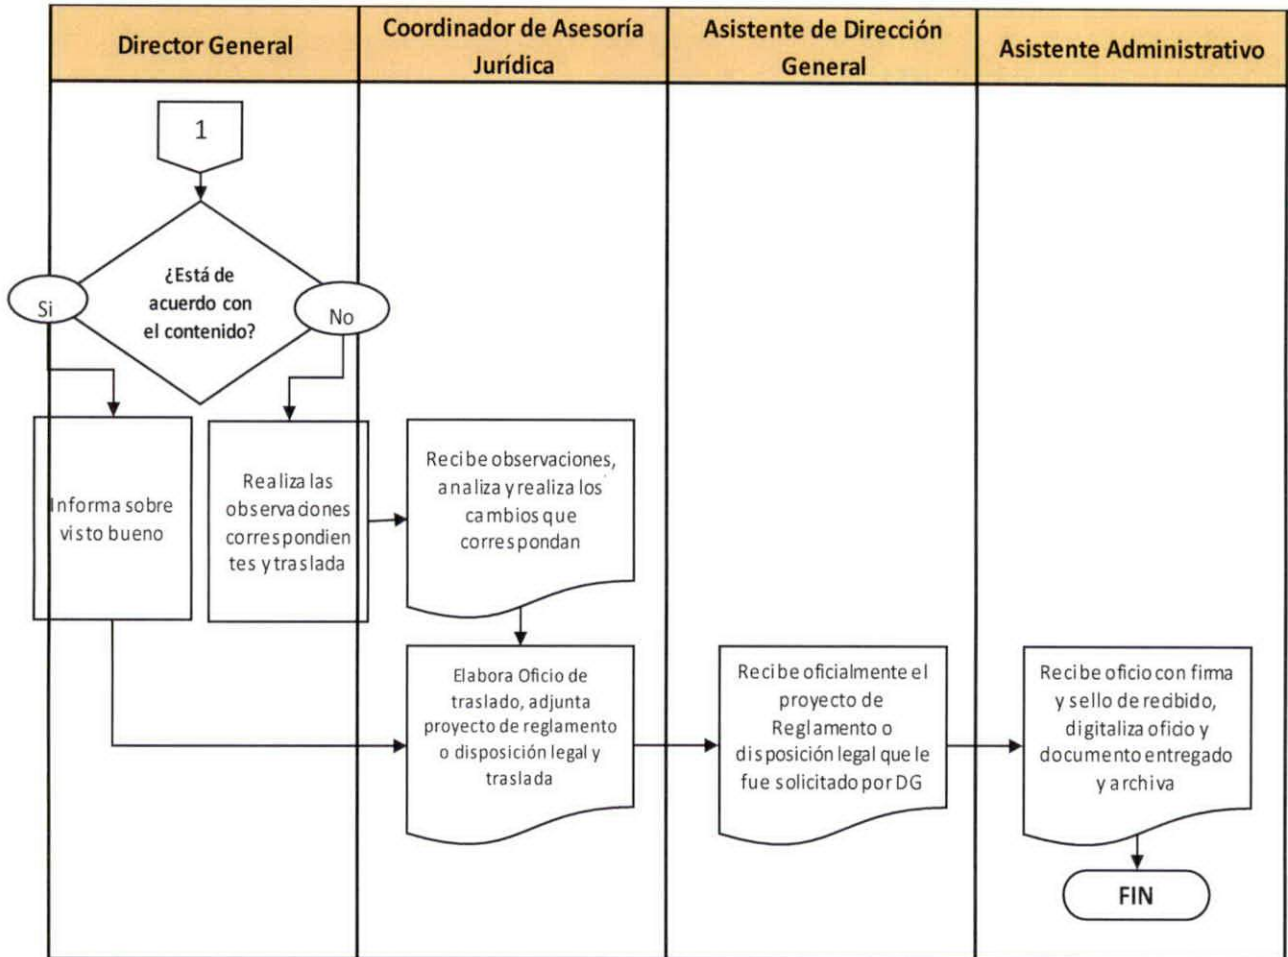 Director General
Coordinador de Asesoría
Jurídica
Asistente de Dirección
General
Asistente Administrativo
1
¿Está de
acuerdo con
el contenido?
Si
No
Informa sobre
visto bueno
Realiza las
observaciones
correspondien
tes y traslada
Recibe observaciones,
analiza y realiza los
cambios que
correspondan
Elabora Oficio de
traslado, adjunta
proyecto de reglamento
o disposición legal y
traslada
Recibe oficialmente el
proyecto de
Reglamento o
disposición legal que le
fue solicitado por DG
Recibe oficio con firma
y sello de recibido,
digitaliza oficio y
documento entregado
y archiva
FIN